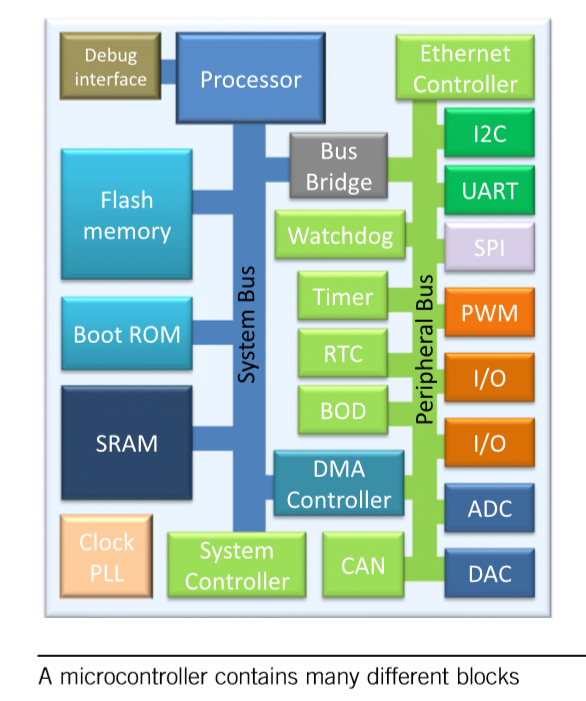 Debug
interface
Processor
Ethernet
Controller
I2C
Bus
Bridge
Flash
memory
UART
Watchdog
SPI
System Bus
Peripheral Bus
Timer
PWM
Boot ROM
RTC
I/O
BOD
SRAM
I/O
DMA
Controller
ADC
Clock
PLL
System
Controller
CAN
DAC
A microcontroller contains many different blocks